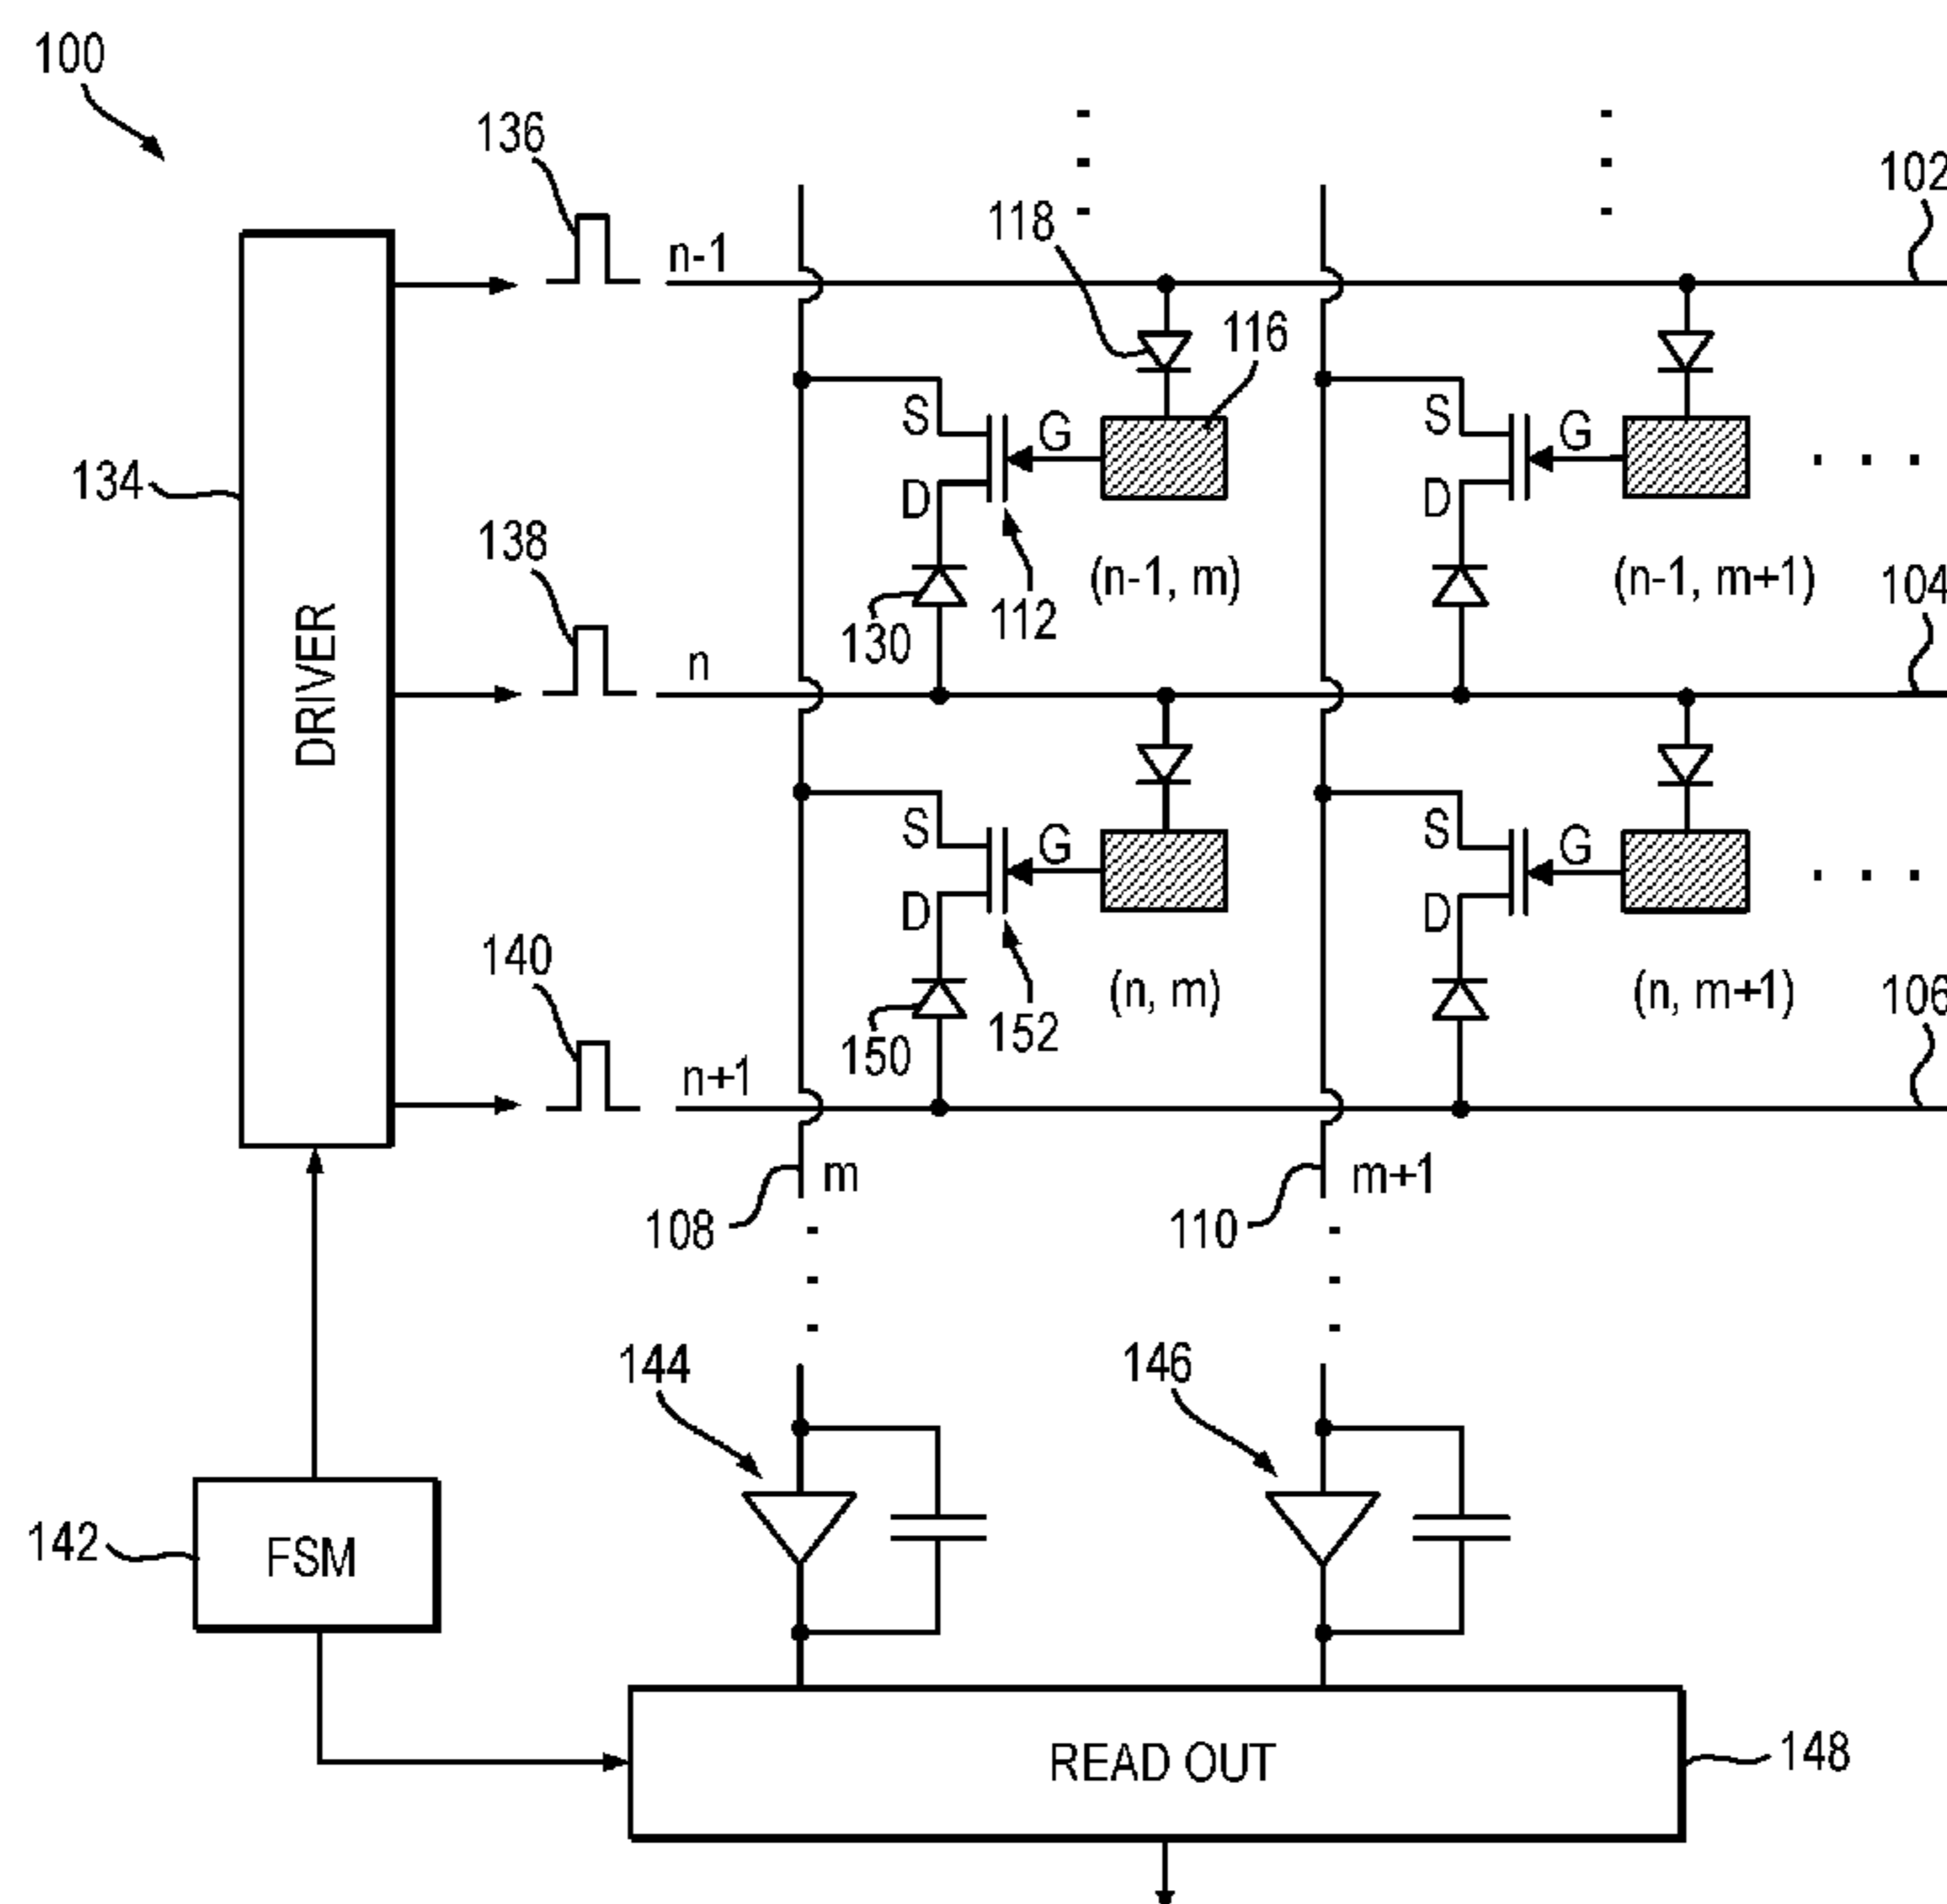 100
136
118
n-1
102
116
S
G
D
S
G
D
134
138
130
112
(n-1, m)
(n-1, m+1)
104
n
DRIVER
S
G
D
S
G
D
140
150
152
(n, m)
(n, m+1)
106
n+1
m
m+1
108
110
144
146
142
FSM
READ OUT
148